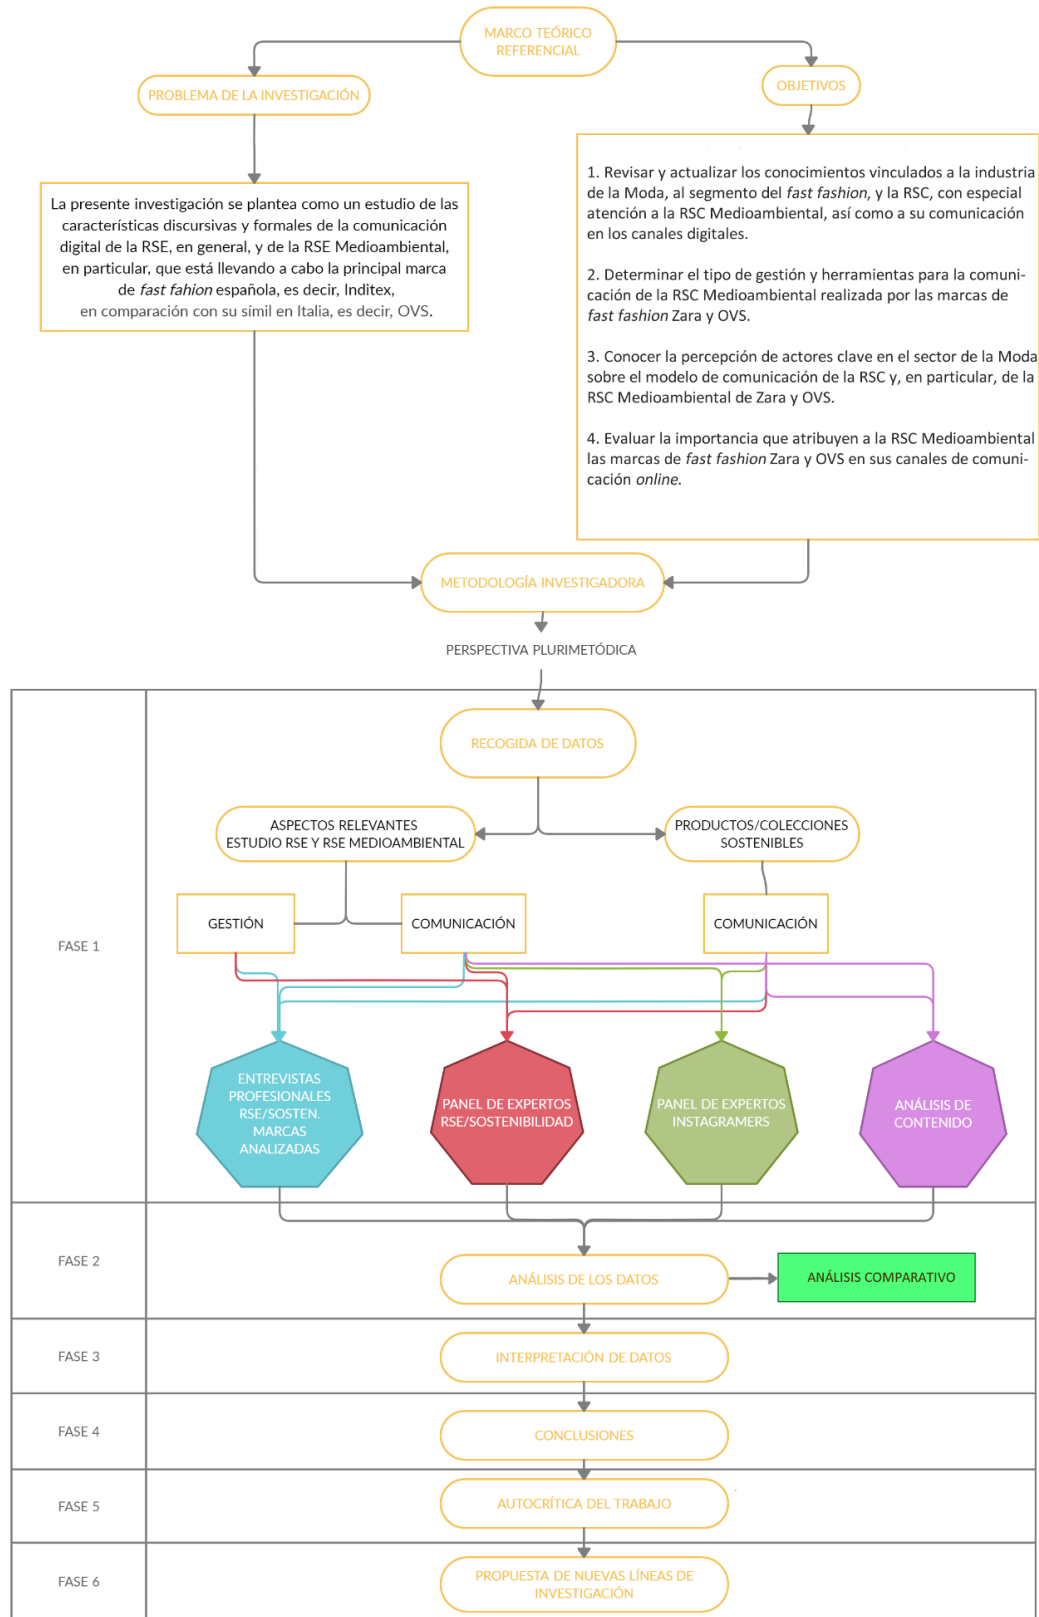 MARCO TEÓRICO
REFERENCIAL
PROBLEMA DE LA INVESTIGACIÓN
OBJETIVOS
La presente investigación se plantea como un estudio de las
características discursivas y formales de la comunicación
digital de la RSE, en general, y de la RSE Medioambiental,
en particular, que está llevando a cabo la principal marca
de fast fahion española, es decir, Inditex,
en comparación con su símil en Italia, es decir, OVS.
1. Revisar y actualizar los conocimientos vinculados a la industria
de la Moda, al segmento del fast fashion, y la RSC, con especial
atención a la RSC Medioambiental, así como a su comunicación
en los canales digitales.
2. Determinar el tipo de gestión y herramientas para la comuni-
cación de la RSC Medioambiental realizada por las marcas de
fast fashion Zara y OVS.
3. Conocer la percepción de actores clave en el sector de la Moda
sobre el modelo de comunicación de la RSC y, en particular, de la
RSC Medioambiental de Zara y OVS.
4. Evaluar la importancia que atribuyen a la RSC Medioambiental
las marcas de fast fashion Zara y OVS en sus canales de comuni-
cación online.
METODOLOGÍA INVESTIGADORA
PERSPECTIVA PLURIMETÓDICA
FASE 1
RECOGIDA DE DATOS
ASPECTOS RELEVANTES
ESTUDIO RSE Y RSE MEDIOAMBIENTAL
PRODUCTOS/COLECCIONES
SOSTENIBLES
GESTIÓN
COMUNICACIÓN
COMUNICACIÓN
ENTREVISTAS
PROFESIONALES
RSE/SOSTEN.
MARCAS
ANALIZADAS
PANEL DE EXPERTOS
RSE/SOSTENIBILIDAD
PANEL DE EXPERTOS
INSTAGRAMERS
ANÁLISIS DE
CONTENIDO
FASE 2
ANÁLISIS DE LOS DATOS
ANÁLISIS COMPARATIVO
FASE 3
INTERPRETACIÓN DE DATOS
FASE 4
CONCLUSIONES
FASE 5
AUTOCRÍTICA DEL TRABAJO
FASE 6
PROPUESTA DE NUEVAS LÍNEAS DE
INVESTIGACIÓN